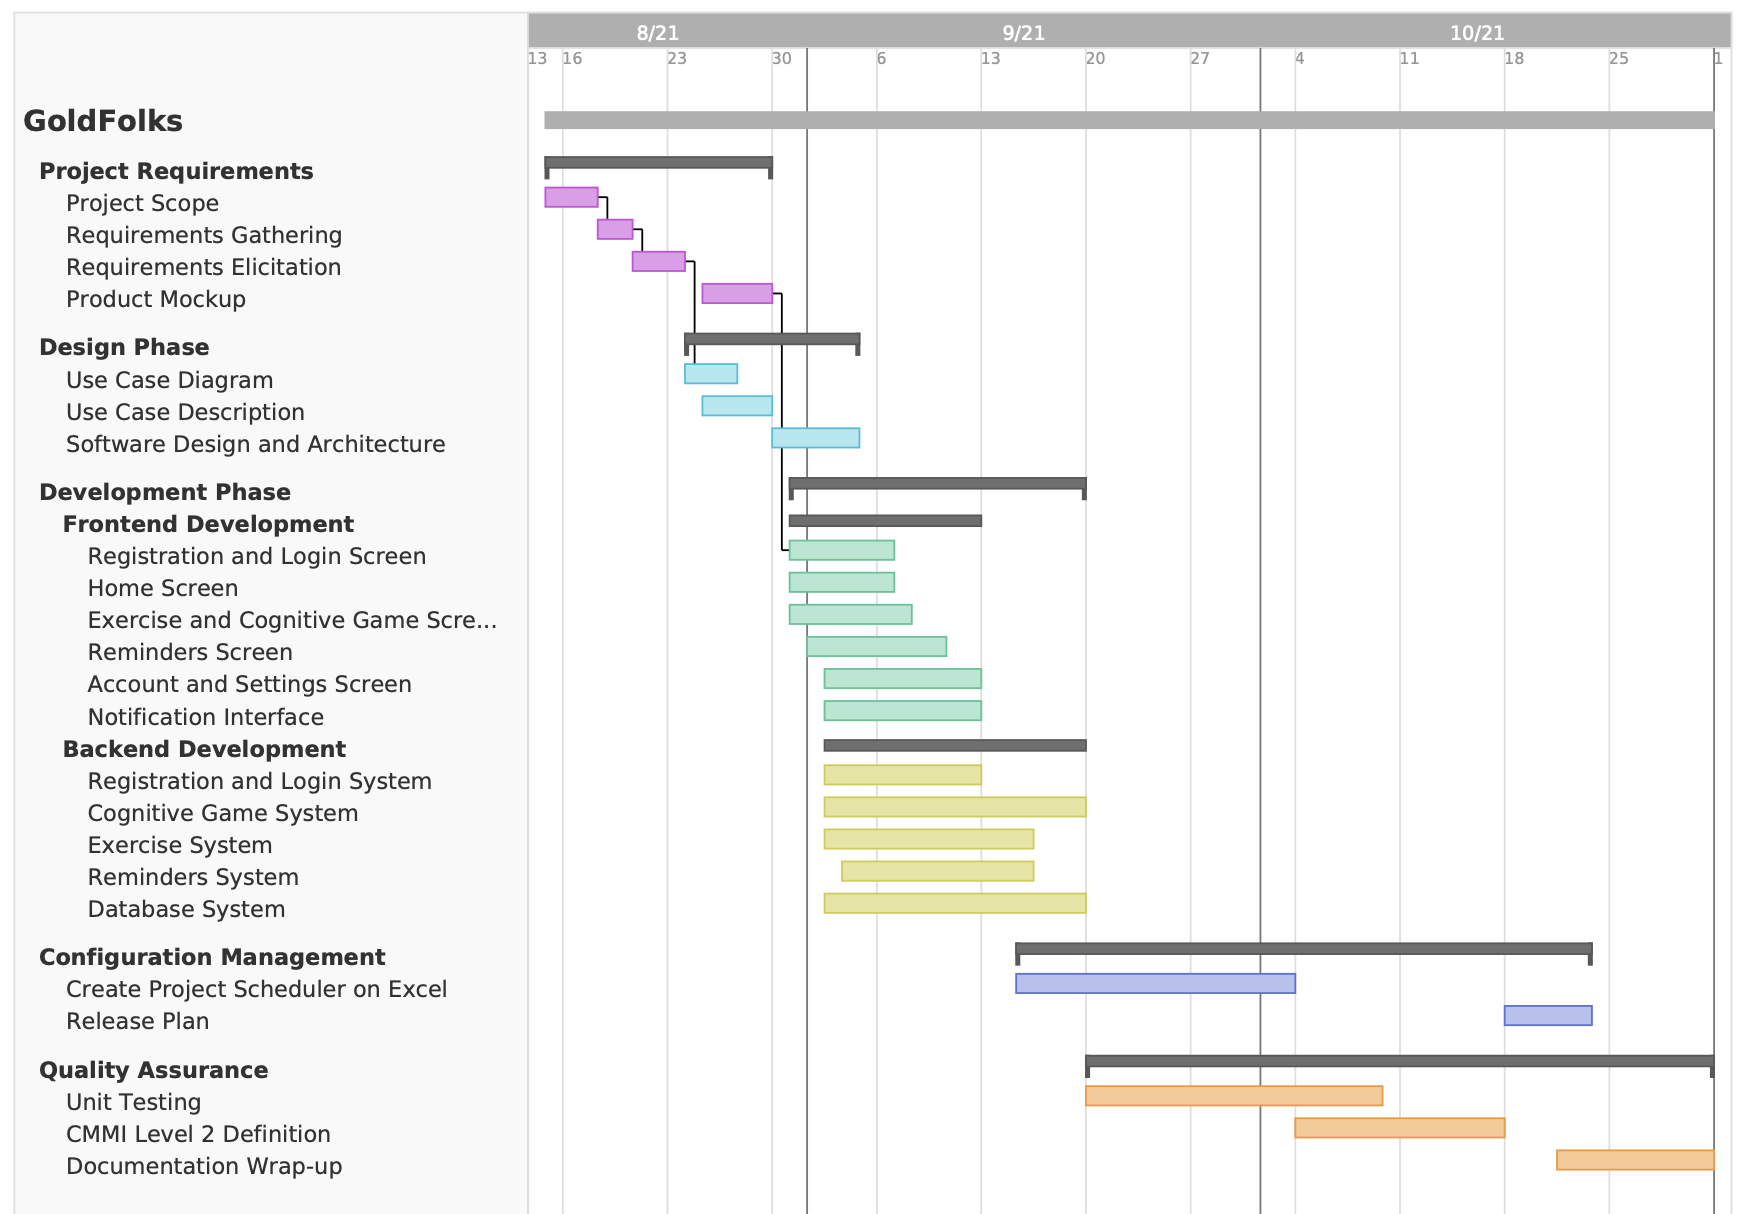 8/21 9/21 10/21
13 16 23 30 6 13 20 27 4 11 18 25 1
GoldFolks
Project Requirements
Project Scope
Requirements Gathering
Requirements Elicitation
Product Mockup
Design Phase
Use Case Diagram
Use Case Description
Software Design and Architecture
Development Phase
Frontend Development
Registration and Login Screen
Home Screen
Exercise and Cognitive Game Scre...
Reminders Screen
Account and Settings Screen
Notification Interface
Backend Development
Registration and Login System
Cognitive Game System
Exercise System
Reminders System
Database System
Configuration Management
Create Project Scheduler on Excel
Release Plan
Quality Assurance
Unit Testing
CMMI Level 2 Definition
Documentation Wrap-up